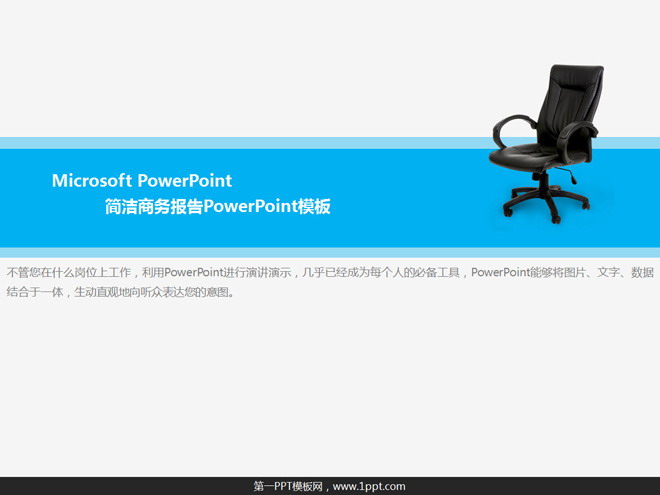 Microsoft PowerPoint
简洁商务报告PowerPoint模板
不管您在什么岗位上工作，利用PowerPoint进行演讲演示，几乎已经成为每个人的必备工具，PowerPoint能够将图片、文字、数据
结合于一体，生动直观地向听众表达您的意图。
第一PPT模板网，www.1ppt.com